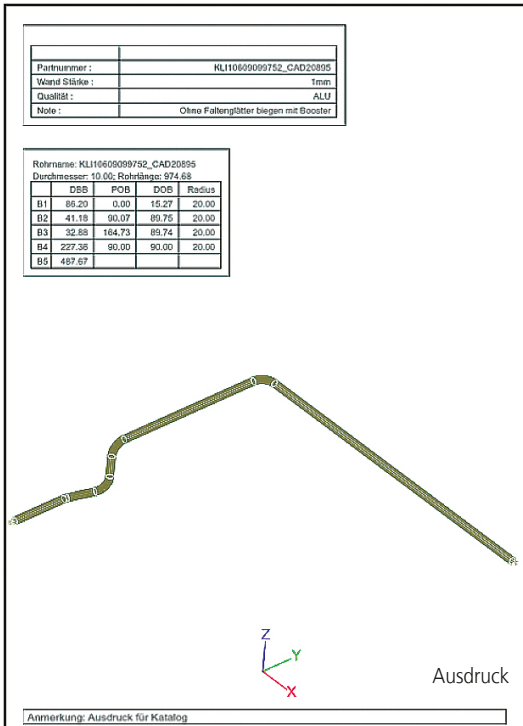 Partnumer : KLI10609099752_CAD20895
Wand Stärke : 1mm
Qualität : ALU
Note : Ohne Faltenglätter biegen mit Booster
Rohrname: KLI10609099752_CAD20895
Durchmesser: 10.00; Rohrlänge: 974.68
DBB POB DOB Radius
B1 86.20 0.00 15.27 20.00
B2 41.18 90.07 89.75 20.00
B3 32.88 164.73 89.74 20.00
B4 227.36 90.00 90.00 20.00
B5 487.67
Z
Y
X
Ausdruck
Anmerkung: Ausdruck für Katalog